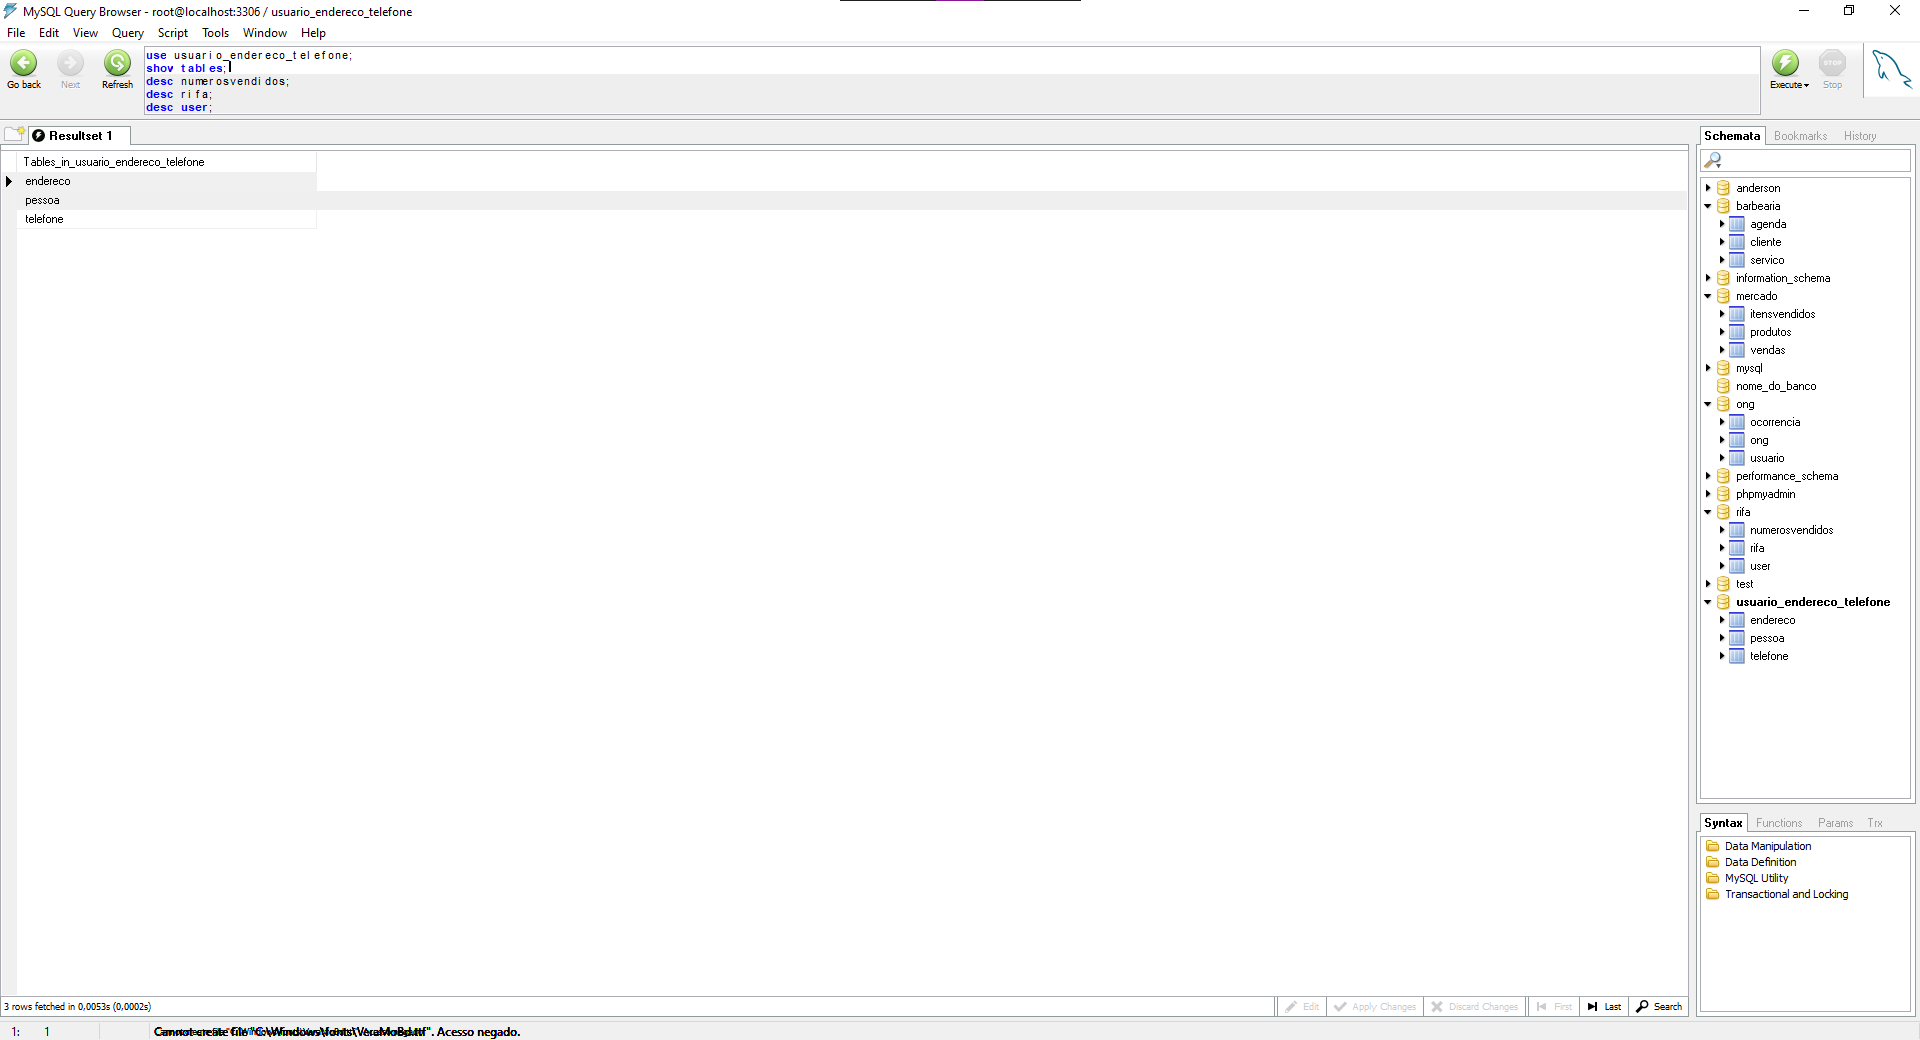 MySQL Query Browser - root@localhost:3306 / usuario_endereco_telefone
File Edit View Query Script Tools Window Help
Go back Next Refresh
use usuario_endereco_telefone;
show tables;
desc numerosvendidos;
desc rifa;
desc user;
Execute STOP Stop
Resultset 1
Tables_in_usuario_endereco_telefone
endereco
pessoa
telefone
Schemata Bookmarks History
anderson
barbearia
agenda
cliente
servico
information_schema
mercado
itensvendidos
produtos
vendas
mysql
nome_do_banco
ong
ocorrencia
ong
usuario
performance_schema
phpmyadmin
rifa
numerosvendidos
rifa
user
test
usuario_endereco_telefone
endereco
pessoa
telefone
Syntax Functions Params Trx
Data Manipulation
Data Definition
MySQL Utility
Transactional and Locking
3 rows fetched in 0,0053s (0,0002s)
Edit Apply Changes Discard Changes First Last Search
1: 1
Cannot create file "C:\Windows\fonts\VeraMoBd.ttf". Acesso negado.